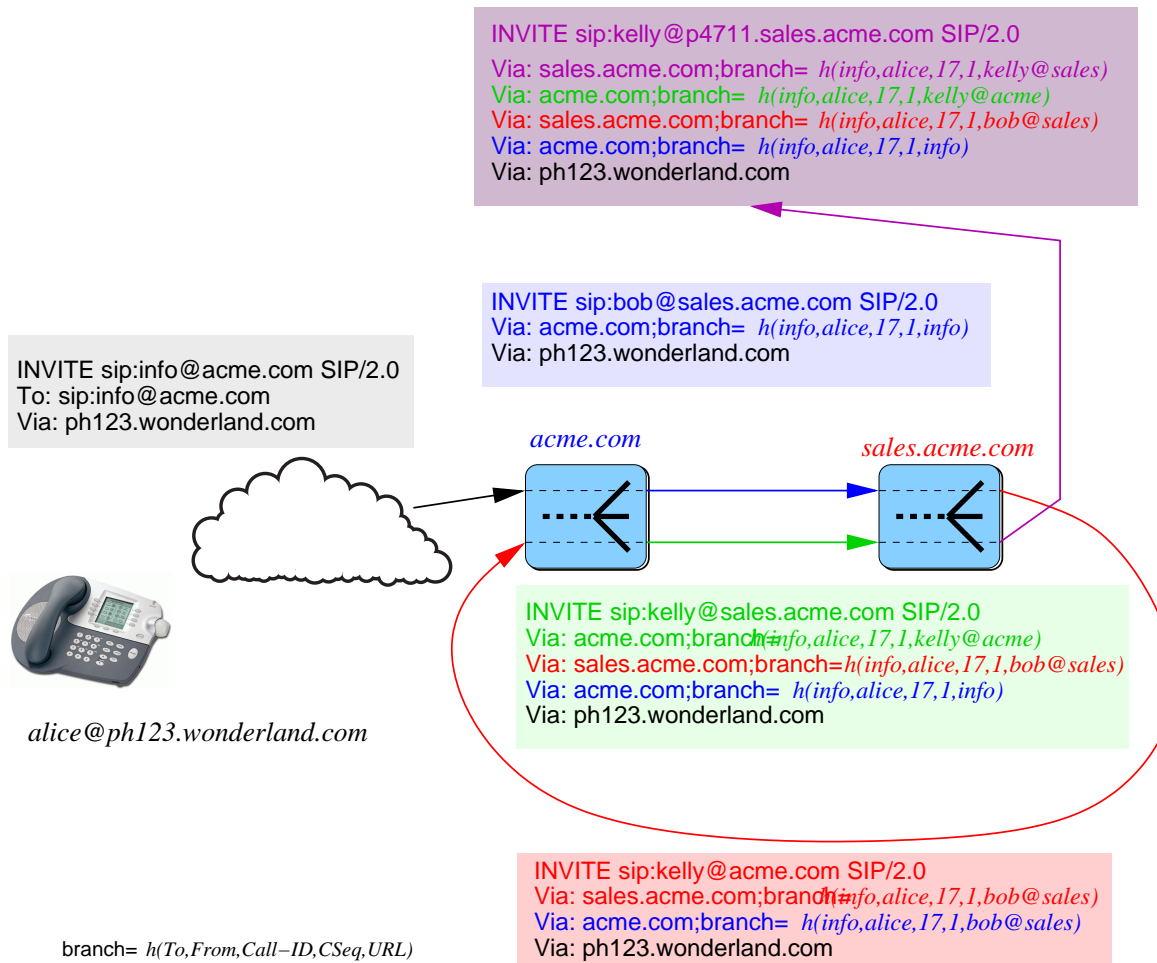 INVITE sip:kelly@p4711.sales.acme.com SIP/2.0
Via: sales.acme.com;branch= h(info,alice,17,1,kelly@sales)
Via: acme.com;branch= h(info,alice,17,1,kelly@acme)
Via: sales.acme.com;branch= h(info,alice,17,1,bob@sales)
Via: acme.com;branch= h(info,alice,17,1,info)
Via: ph123.wonderland.com
INVITE sip:bob@sales.acme.com SIP/2.0
Via: acme.com;branch= h(info,alice,17,1,info)
Via: ph123.wonderland.com
INVITE sip:info@acme.com SIP/2.0
To: sip:info@acme.com
Via: ph123.wonderland.com
acme.com
sales.acme.com
INVITE sip:kelly@sales.acme.com SIP/2.0
Via: acme.com;branch=h(info,alice,17,1,kelly@acme)
Via: sales.acme.com;branch=h(info,alice,17,1,bob@sales)
Via: acme.com;branch= h(info,alice,17,1,info)
Via: ph123.wonderland.com
alice@ph123.wonderland.com
INVITE sip:kelly@acme.com SIP/2.0
Via: sales.acme.com;branch=h(info,alice,17,1,bob@sales)
Via: acme.com;branch= h(info,alice,17,1,bob@sales)
Via: ph123.wonderland.com
branch= h(To,From,Call−ID,CSeq,URL)